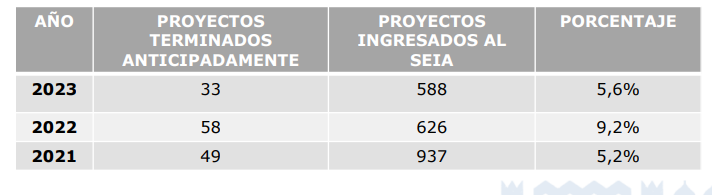 AÑO PROYECTOS TERMINADOS ANTICIPADAMENTE PROYECTOS INGRESADOS AL SEIA PORCENTAJE
2023 33 588 5,6%
2022 58 626 9,2%
2021 49 937 5,2%